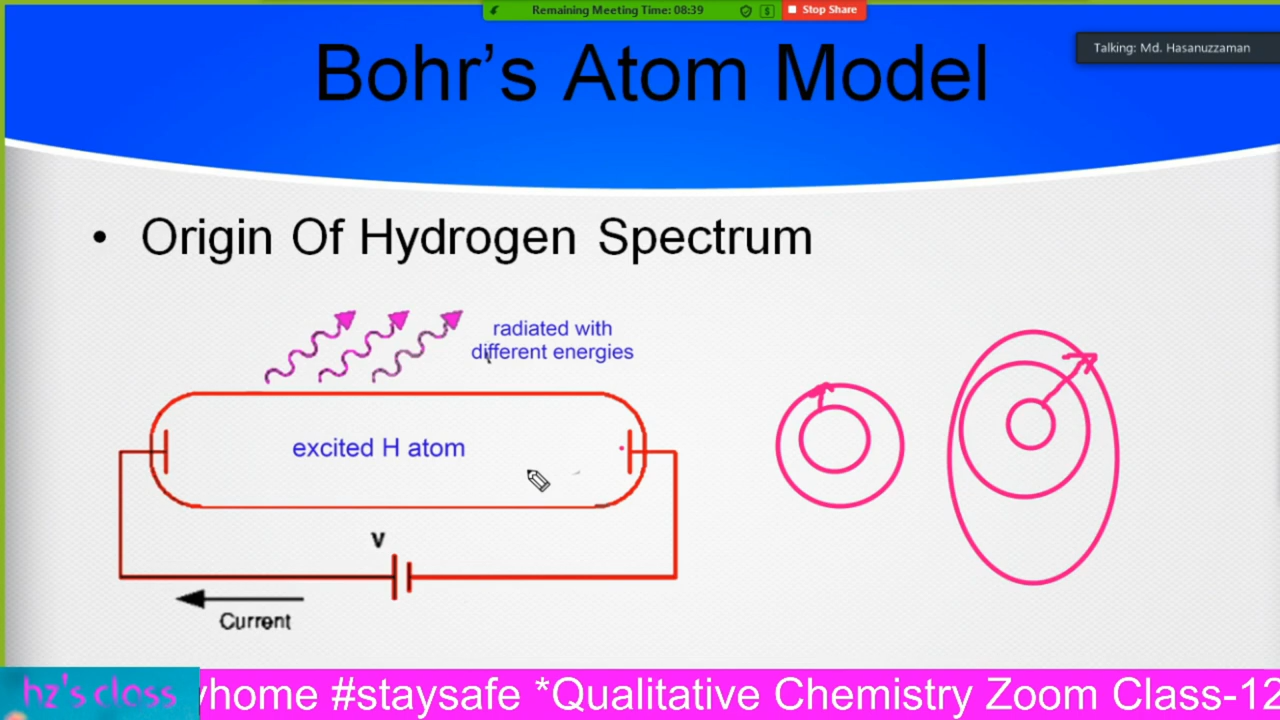 Remaining Meeting Time: 08:39
Stop Share
Talking: Md. Hasanuzzaman
Bohr's Atom Model
• Origin Of Hydrogen Spectrum
radiated with
different energies
excited H atom
V
Current
hz's class
yhome #staysafe *Qualitative Chemistry Zoom Class-12